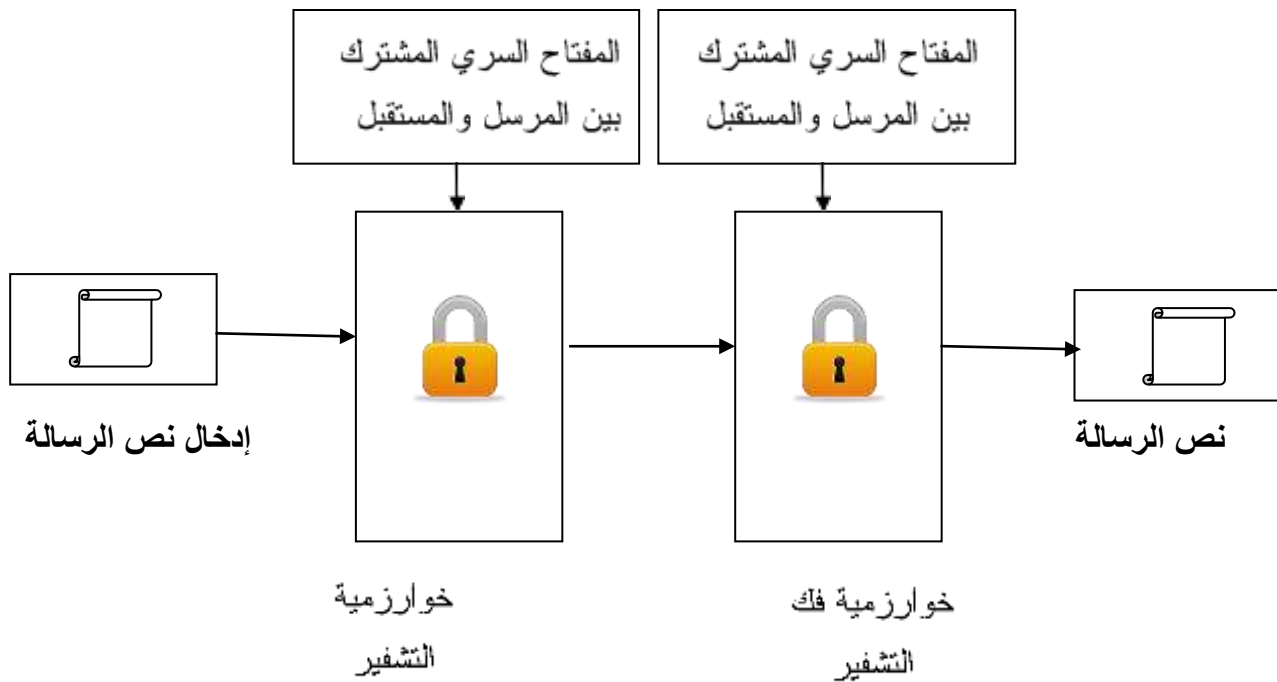 المفتاح السري المشترك
بين المرسل والمستقبل
المفتاح السري المشترك
بين المرسل والمستقبل
إدخال نص الرسالة
نص الرسالة
خوارزمية
التشفير
خوارزمية فك
التشفير